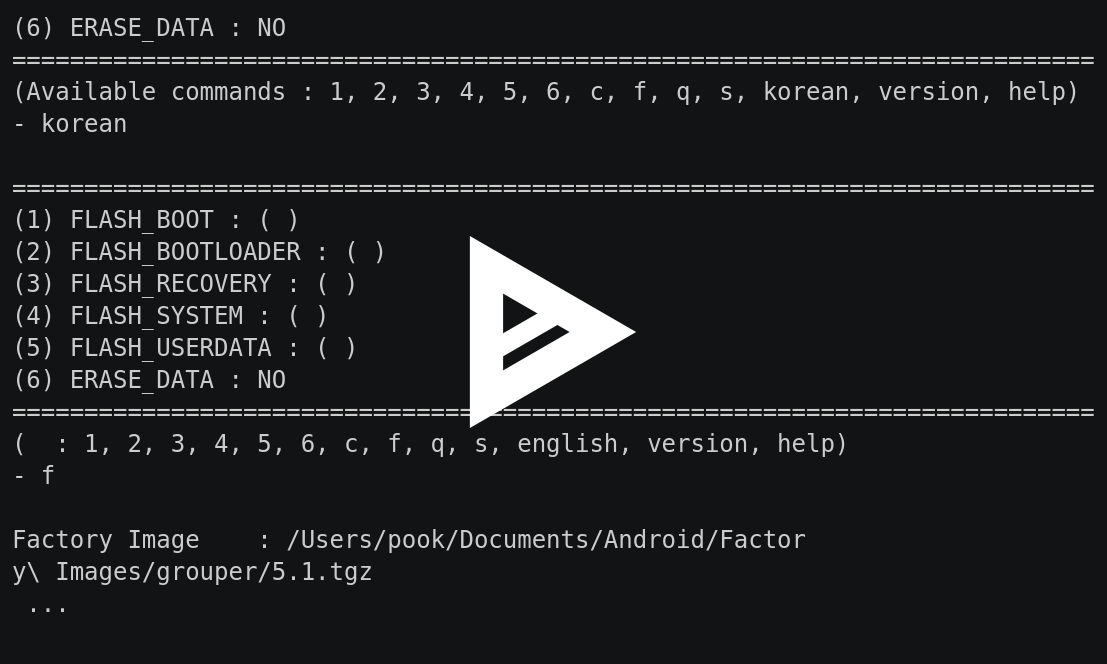 (6) ERASE_DATA : NO
===========================================================================
(Available commands : 1, 2, 3, 4, 5, 6, c, f, q, s, korean, version, help)
- korean
===========================================================================
(1) FLASH_BOOT : ( )
(2) FLASH_BOOTLOADER : ( )
(3) FLASH_RECOVERY : ( )
(4) FLASH_SYSTEM : ( )
(5) FLASH_USERDATA : ( )
(6) ERASE_DATA : NO
===========================================================================
(  : 1, 2, 3, 4, 5, 6, c, f, q, s, english, version, help)
- f
Factory Image    : /Users/pook/Documents/Android/Factor
y\ Images/grouper/5.1.tgz
 ...